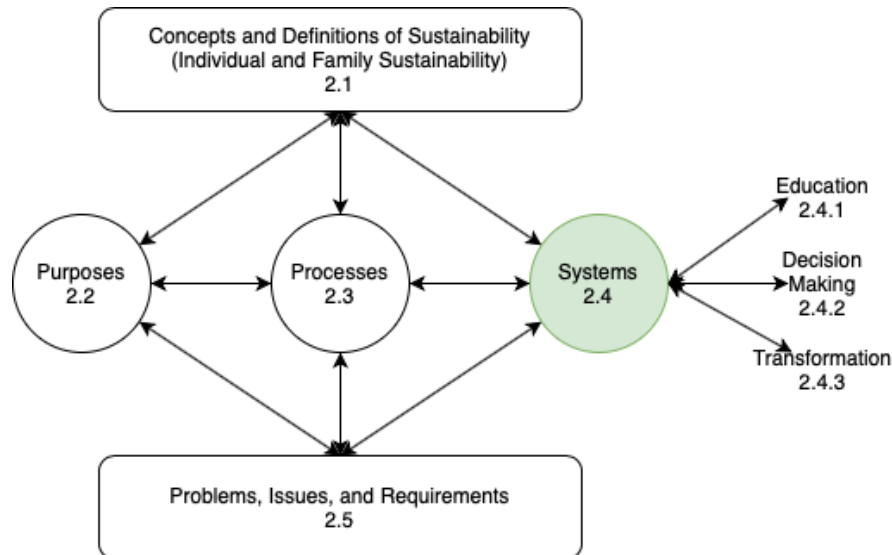 Concepts and Definitions of Sustainability
(Individual and Family Sustainability)
2.1
Purposes
2.2
Processes
2.3
Systems
2.4
Education
2.4.1
Decision
Making
2.4.2
Transformation
2.4.3
Problems, Issues, and Requirements
2.5